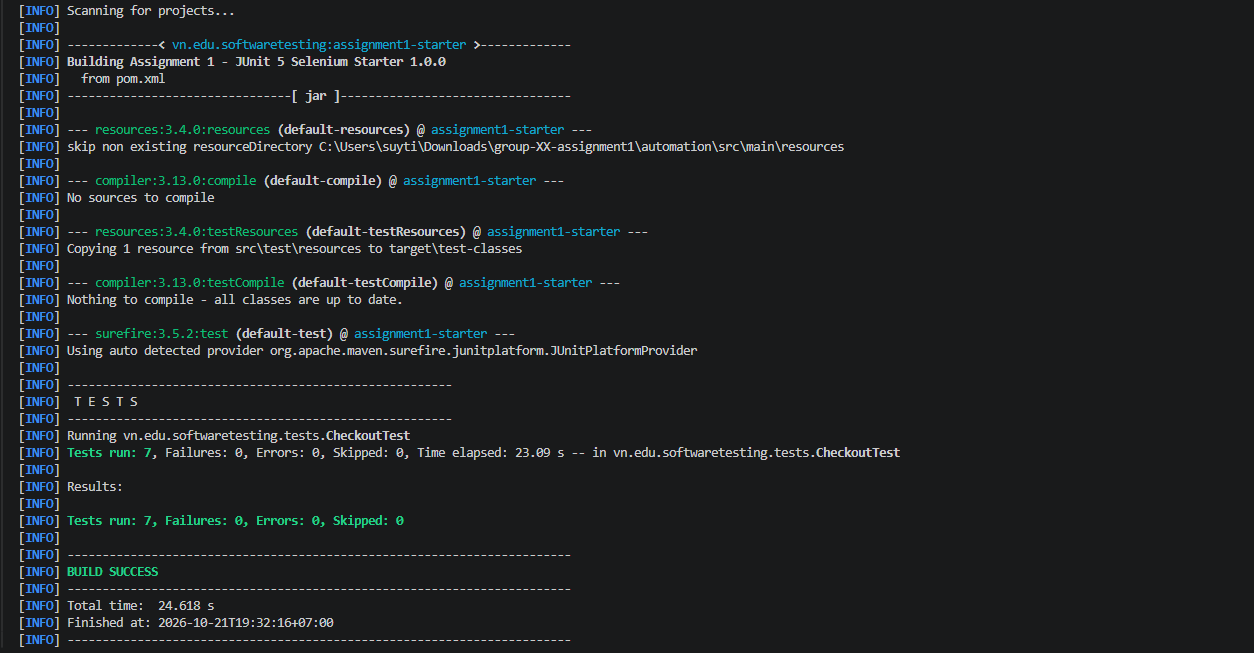 [INFO] Scanning for projects...
[INFO]
[INFO] -------------< vn.edu.softwaretesting:assignment1-starter >-------------
[INFO] Building Assignment 1 - JUnit 5 Selenium Starter 1.0.0
[INFO]   from pom.xml
[INFO] --------------------------------[ jar ]---------------------------------
[INFO]
[INFO] --- resources:3.4.0:resources (default-resources) @ assignment1-starter ---
[INFO] skip non existing resourceDirectory C:\Users\suyti\Downloads\group-XX-assignment1\automation\src\main\resources
[INFO]
[INFO] --- compiler:3.13.0:compile (default-compile) @ assignment1-starter ---
[INFO] No sources to compile
[INFO]
[INFO] --- resources:3.4.0:testResources (default-testResources) @ assignment1-starter ---
[INFO] Copying 1 resource from src\test\resources to target\test-classes
[INFO]
[INFO] --- compiler:3.13.0:testCompile (default-testCompile) @ assignment1-starter ---
[INFO] Nothing to compile - all classes are up to date.
[INFO]
[INFO] --- surefire:3.5.2:test (default-test) @ assignment1-starter ---
[INFO] Using auto detected provider org.apache.maven.surefire.junitplatform.JUnitPlatformProvider
[INFO]
[INFO] -------------------------------------------------------
[INFO]  T E S T S
[INFO] -------------------------------------------------------
[INFO] Running vn.edu.softwaretesting.tests.CheckoutTest
[INFO] Tests run: 7, Failures: 0, Errors: 0, Skipped: 0, Time elapsed: 23.09 s -- in vn.edu.softwaretesting.tests.CheckoutTest
[INFO]
[INFO] Results:
[INFO]
[INFO] Tests run: 7, Failures: 0, Errors: 0, Skipped: 0
[INFO]
[INFO] ------------------------------------------------------------------------
[INFO] BUILD SUCCESS
[INFO] ------------------------------------------------------------------------
[INFO] Total time:  24.618 s
[INFO] Finished at: 2026-10-21T19:32:16+07:00
[INFO] ------------------------------------------------------------------------